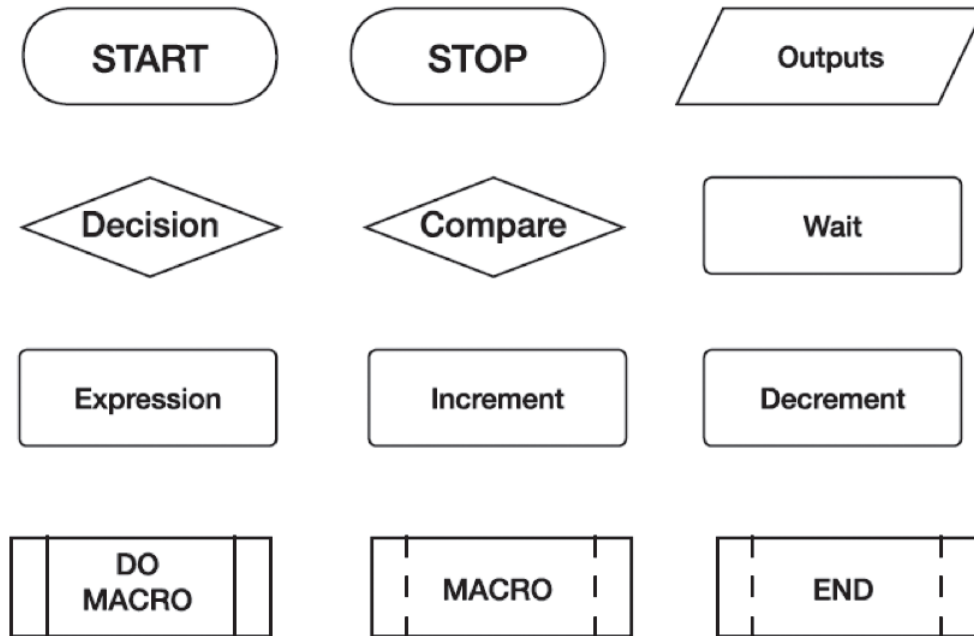 START
STOP
Outputs
Decision
Compare
Wait
Expression
Increment
Decrement
DO
MACRO
MACRO
END